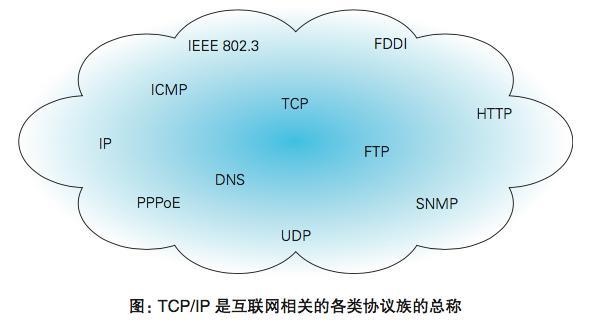 IEEE 802.3
FDDI
ICMP
TCP
HTTP
IP
FTP
DNS
PPPoE
SNMP
UDP
图：TCP/IP 是互联网相关的各类协议族的总称